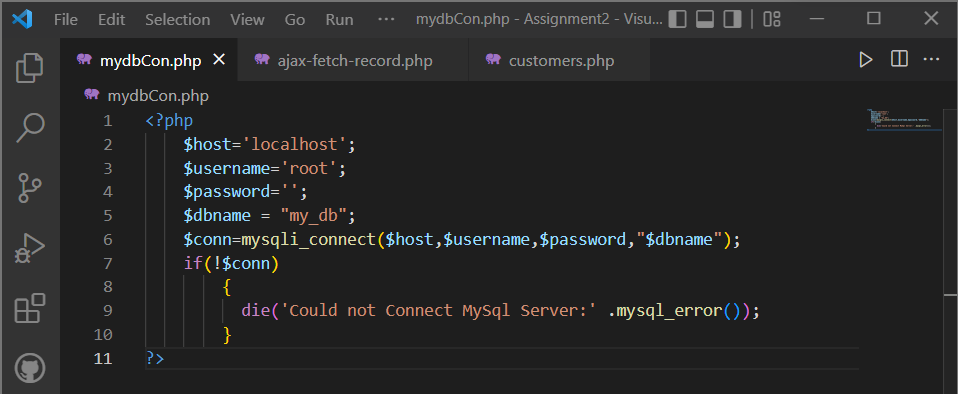 File Edit Selection View Go Run ··· mydbCon.php - Assignment2 - Visu...
mydbCon.php ajax-fetch-record.php customers.php
mydbCon.php
1 <?php
2 $host='localhost';
3 $username='root';
4 $password='';
5 $dbname = "my_db";
6 $conn=mysqli_connect($host,$username,$password,"$dbname");
7 if(!$conn)
8 {
9 die('Could not Connect MySql Server:' .mysql_error());
10 }
11 ?>